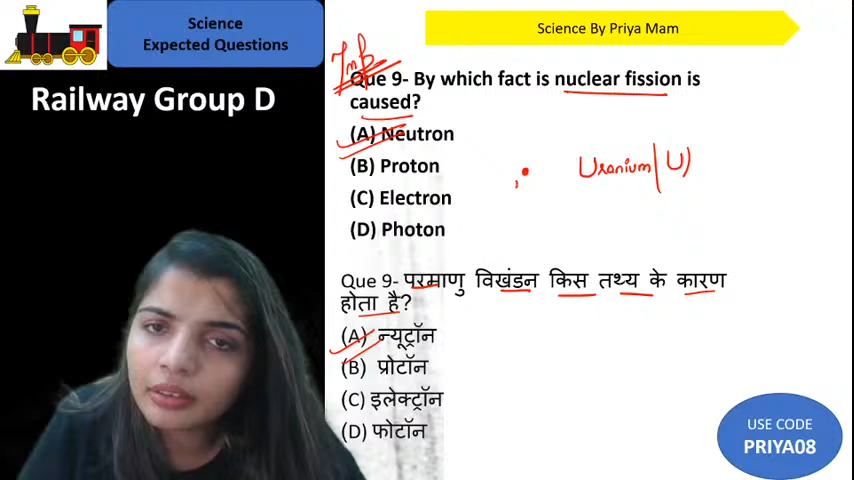 Science
Expected Questions
Science By Priya Mam
Railway Group D
Imp
Que 9- By which fact is nuclear fission is
caused?
(A) Neutron
(B) Proton
(C) Electron
(D) Photon
Uranium (U)
Que 9- परमाणु विखंडन किस तथ्य के कारण
होता है?
(A) न्यूट्रॉन
(B) प्रोटॉन
(C) इलेक्ट्रॉन
(D) फोटॉन
USE CODE
PRIYA08